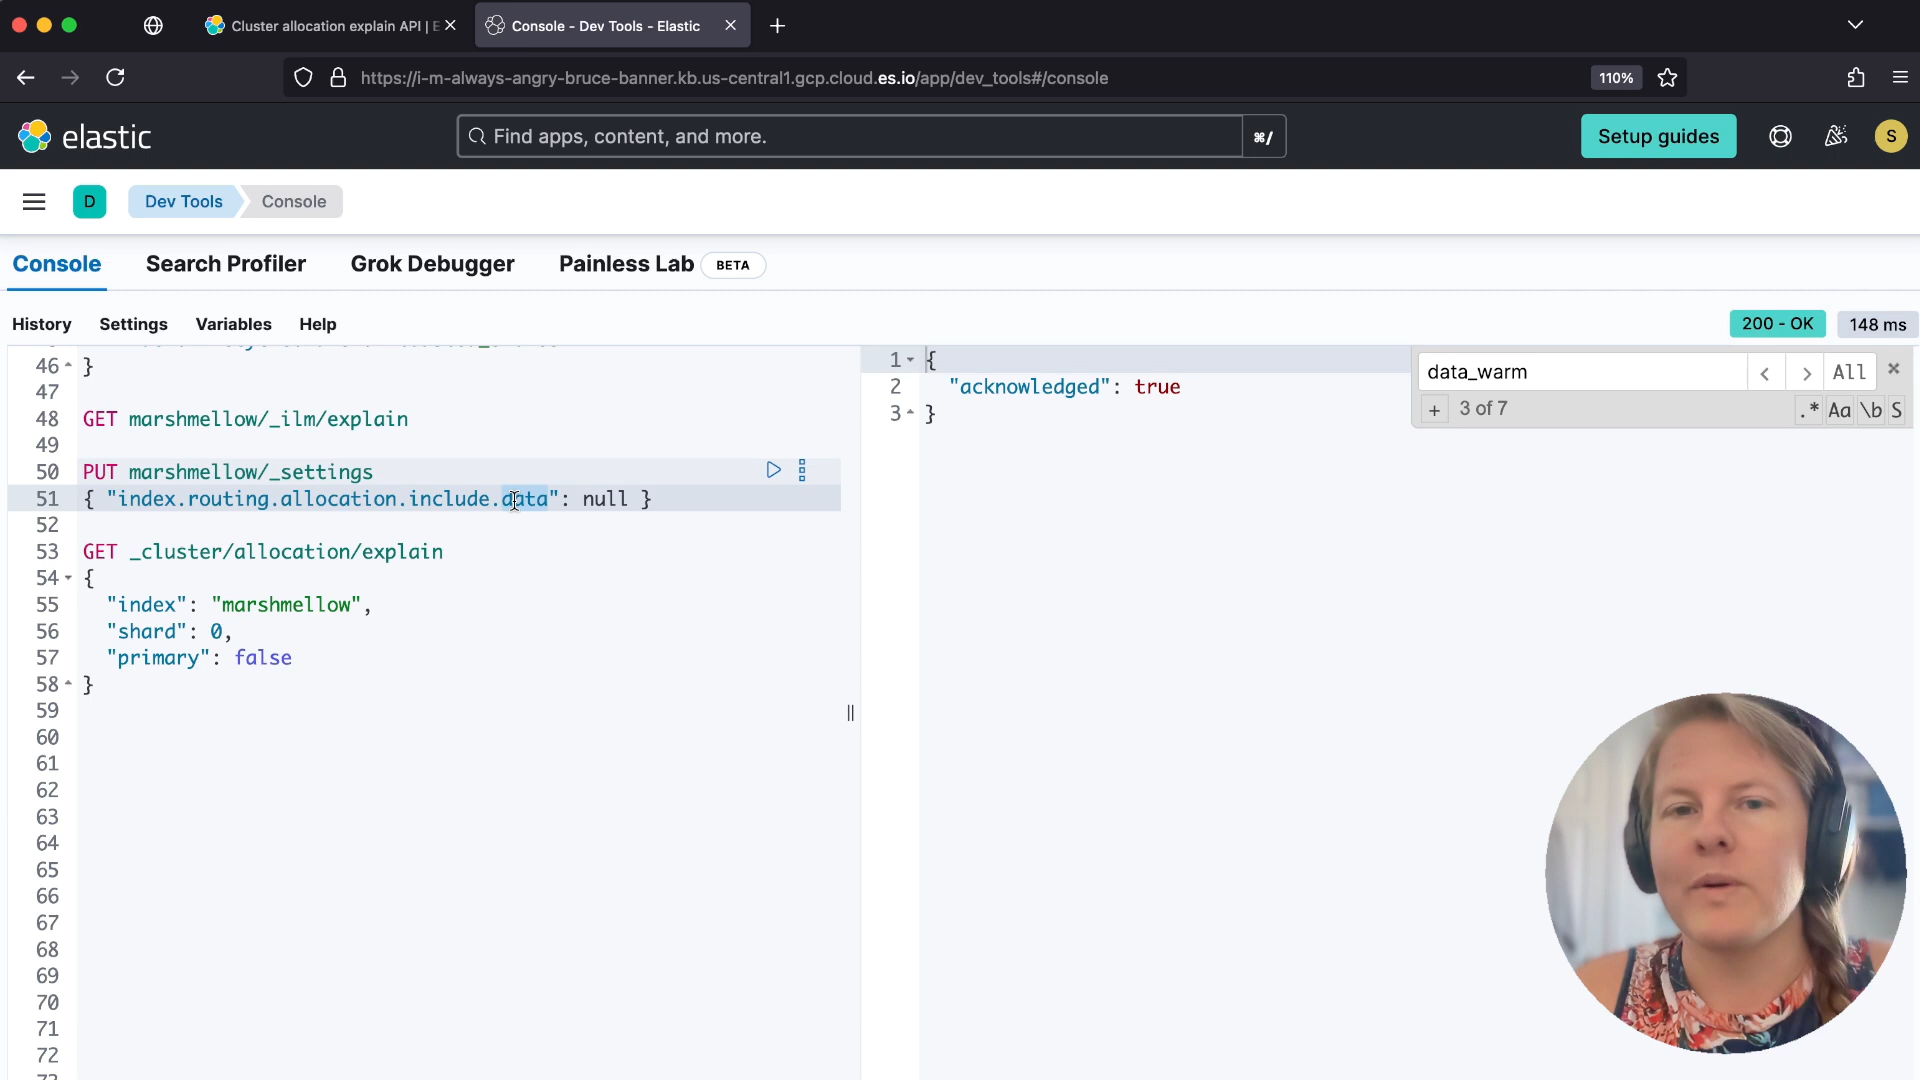 Cluster allocation explain API | E
Console - Dev Tools - Elastic
https://i-m-always-angry-bruce-banner.kb.us-central1.gcp.cloud.es.io/app/dev_tools#/console
110%
elastic
Find apps, content, and more.
⌘/
Setup guides
S
D
Dev Tools
Console
Console
Search Profiler
Grok Debugger
Painless Lab
BETA
History
Settings
Variables
Help
200 - OK
148 ms
46 }
47
48 GET marshmellow/_ilm/explain
49
50 PUT marshmellow/_settings
51 { "index.routing.allocation.include.data": null }
52
53 GET _cluster/allocation/explain
54 {
55 "index": "marshmellow",
56 "shard": 0,
57 "primary": false
58 }
59
60
61
62
63
64
65
66
67
68
69
70
71
72
1 {
2 "acknowledged": true
3 }
data_warm
All
+
3 of 7
.*
Aa
\b
S